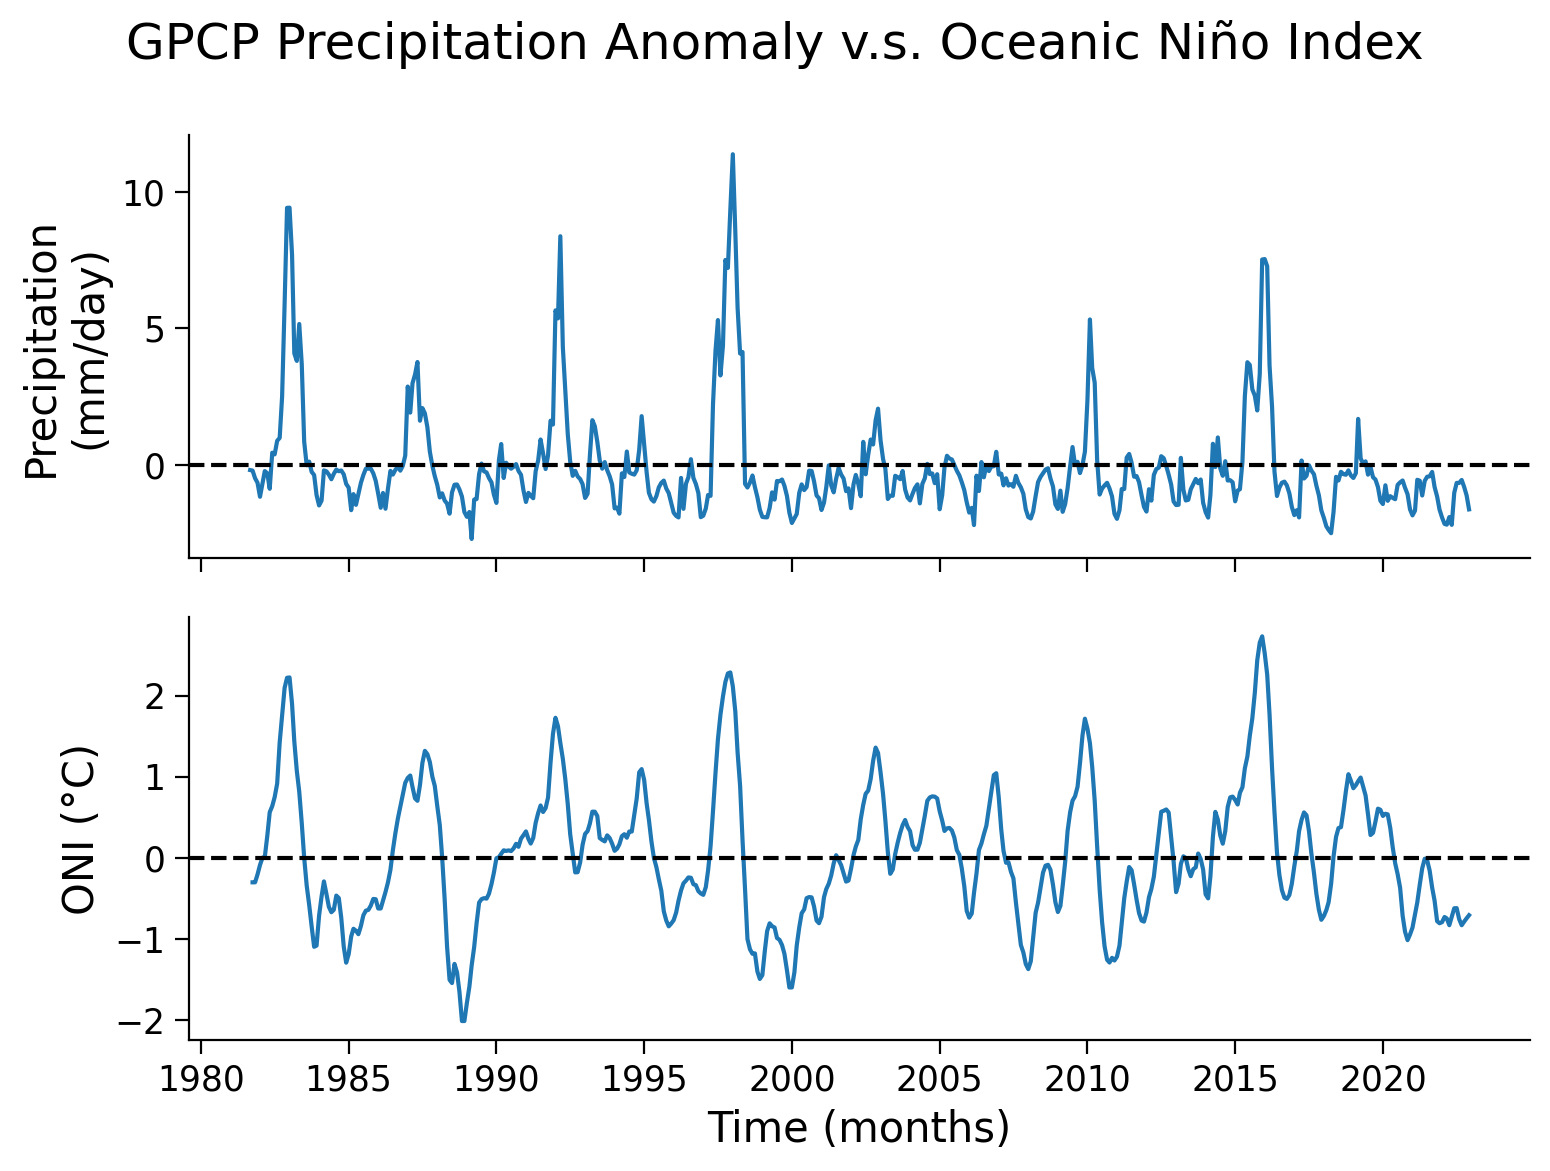 GPCP Precipitation Anomaly v.s. Oceanic Niño Index
Precipitation
(mm/day)
10
5
0
ONI (°C)
2
1
0
−1
−2
1980 1985 1990 1995 2000 2005 2010 2015 2020
Time (months)